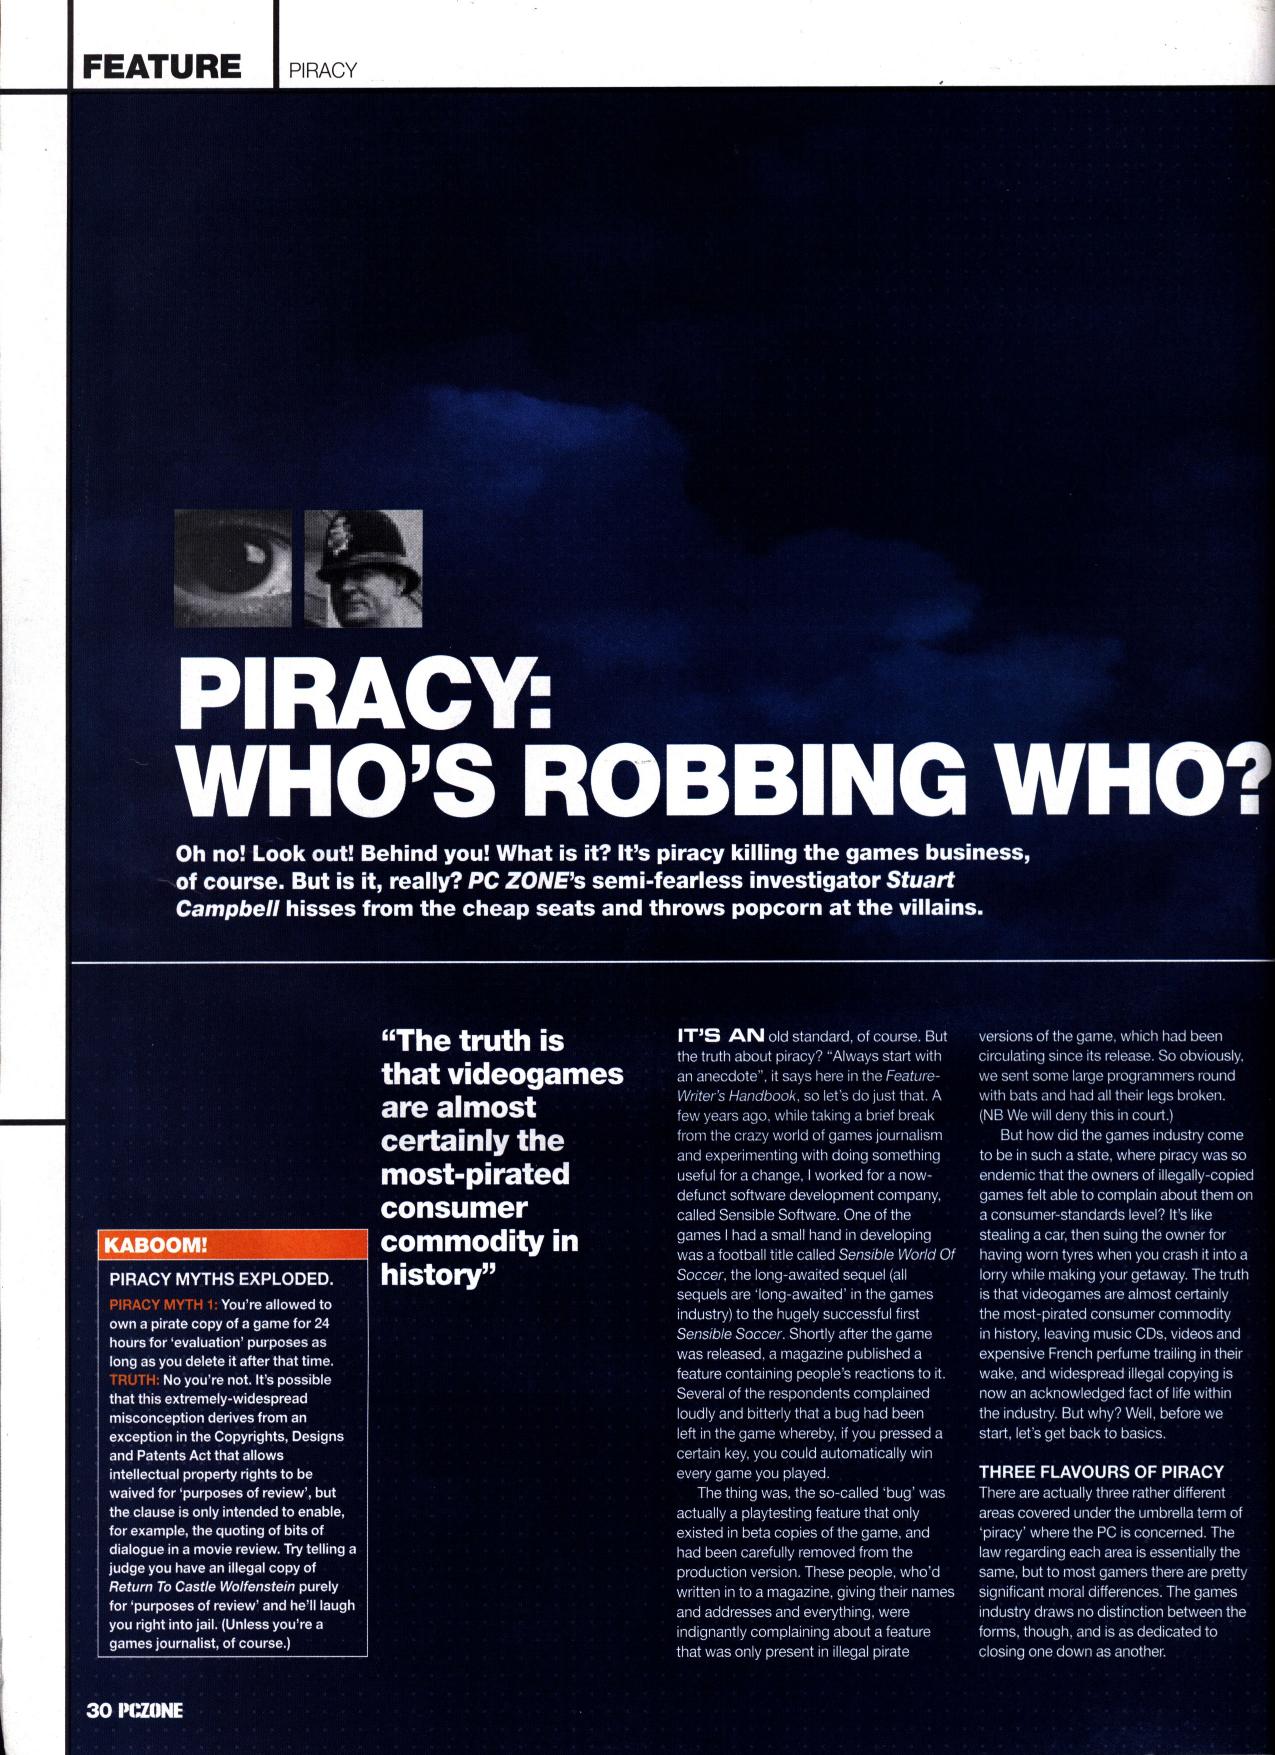 FEATURE
PIRACY
PIRACY:
WHO'S ROBBING WHO?
Oh no! Look out! Behind you! What is it? It's piracy killing the games business,
of course. But is it, really? PC ZONE's semi-fearless investigator Stuart
Campbell hisses from the cheap seats and throws popcorn at the villains.
"The truth is
that videogames
are almost
certainly the
most-pirated
consumer
commodity in
history"
KABOOM!
PIRACY MYTHS EXPLODED.
PIRACY MYTH 1: You're allowed to
own a pirate copy of a game for 24
hours for 'evaluation' purposes as
long as you delete it after that time.
TRUTH: No you're not. It's possible
that this extremely-widespread
misconception derives from an
exception in the Copyrights, Designs
and Patents Act that allows
intellectual property rights to be
waived for 'purposes of review', but
the clause is only intended to enable,
for example, the quoting of bits of
dialogue in a movie review. Try telling a
judge you have an illegal copy of
Return To Castle Wolfenstein purely
for 'purposes of review' and he'll laugh
you right into jail. (Unless you're a
games journalist, of course.)
IT'S AN old standard, of course. But
the truth about piracy? "Always start with
an anecdote", it says here in the Feature-
Writer's Handbook, so let's do just that. A
few years ago, while taking a brief break
from the crazy world of games journalism
and experimenting with doing something
useful for a change, I worked for a now-
defunct software development company,
called Sensible Software. One of the
games I had a small hand in developing
was a football title called Sensible World Of
Soccer, the long-awaited sequel (all
sequels are 'long-awaited' in the games
industry) to the hugely successful first
Sensible Soccer. Shortly after the game
was released, a magazine published a
feature containing people's reactions to it.
Several of the respondents complained
loudly and bitterly that a bug had been
left in the game whereby, if you pressed a
certain key, you could automatically win
every game you played.
The thing was, the so-called 'bug' was
actually a playtesting feature that only
existed in beta copies of the game, and
had been carefully removed from the
production version. These people, who'd
written in to a magazine, giving their names
and addresses and everything, were
indignantly complaining about a feature
that was only present in illegal pirate
versions of the game, which had been
circulating since its release. So obviously,
we sent some large programmers round
with bats and had all their legs broken.
(NB We will deny this in court.)
But how did the games industry come
to be in such a state, where piracy was so
endemic that the owners of illegally-copied
games felt able to complain about them on
a consumer-standards level? It's like
stealing a car, then suing the owner for
having worn tyres when you crash it into a
lorry while making your getaway. The truth
is that videogames are almost certainly
the most-pirated consumer commodity
in history, leaving music CDs, videos and
expensive French perfume trailing in their
wake, and widespread illegal copying is
now an acknowledged fact of life within
the industry. But why? Well, before we
start, let's get back to basics.
THREE FLAVOURS OF PIRACY
There are actually three rather different
areas covered under the umbrella term of
'piracy' where the PC is concerned. The
law regarding each area is essentially the
same, but to most gamers there are pretty
significant moral differences. The games
industry draws no distinction between the
forms, though, and is as dedicated to
closing one down as another.
30 PCZONE